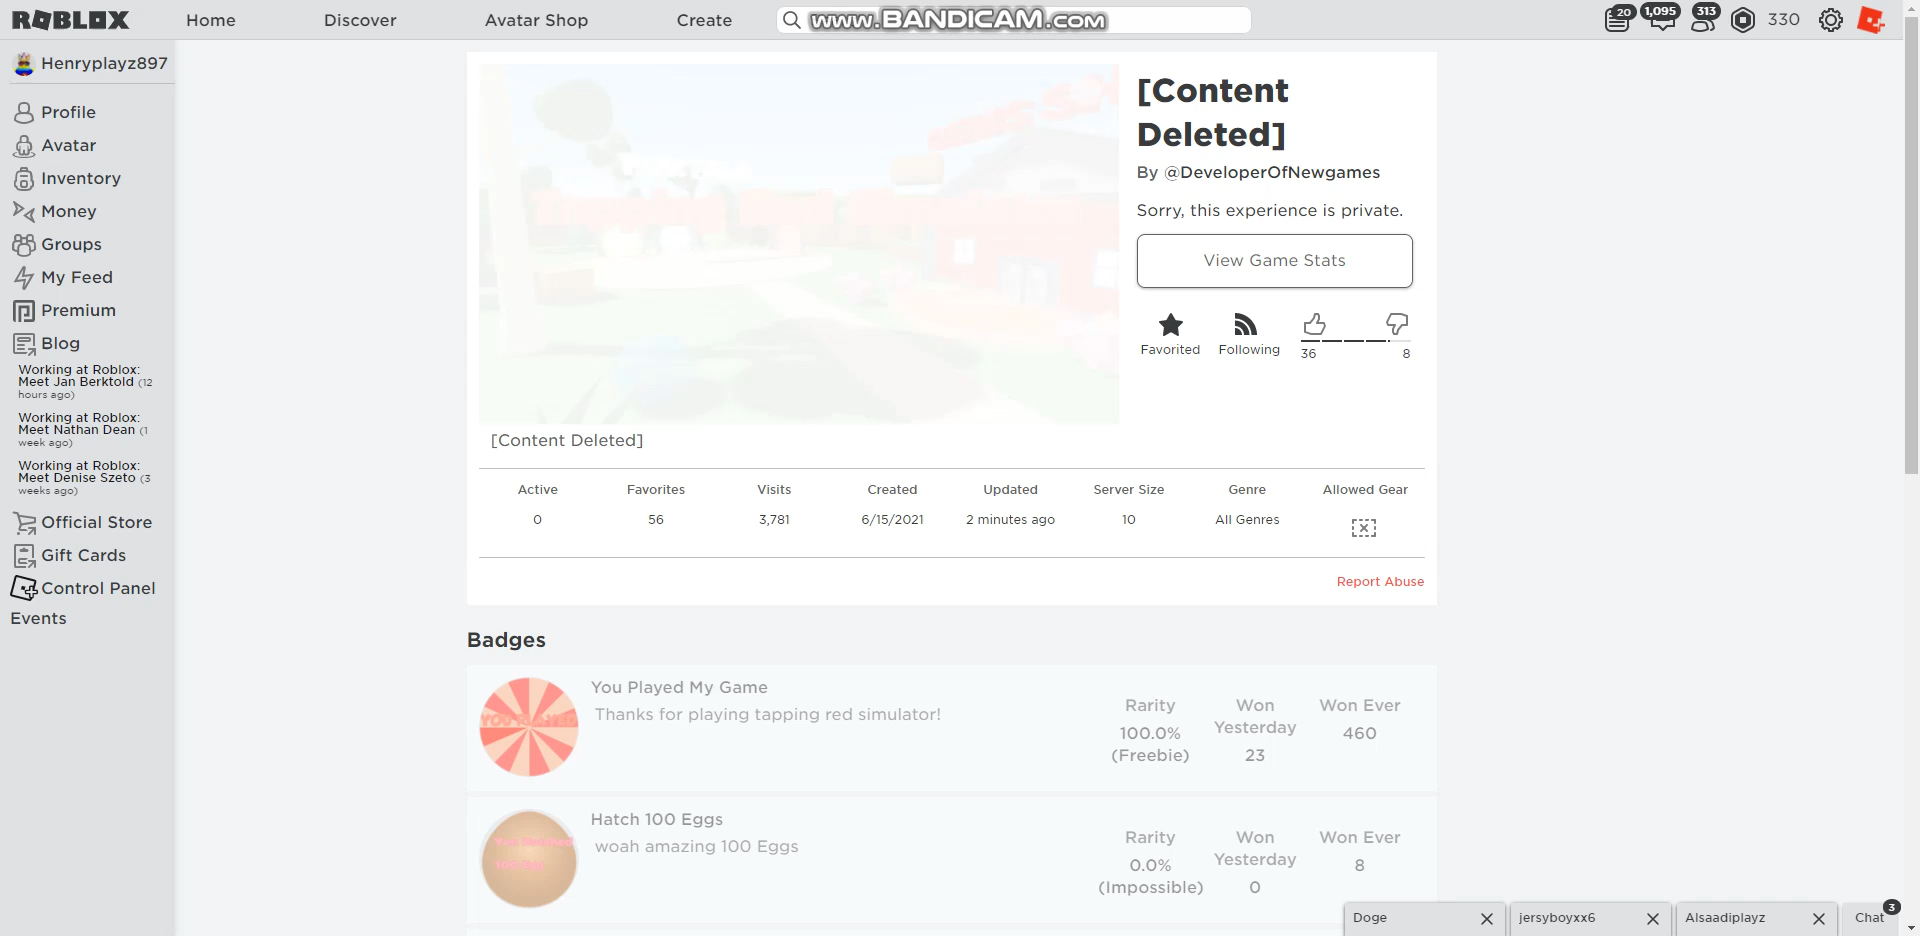 ROBLOX Home Discover Avatar Shop Create www.BANDICAM.com 20 1,095 313 330
Henryplayz897
Profile
Avatar
Inventory
Money
Groups
My Feed
Premium
Blog
Working at Roblox:
Meet Jan Berktold (12
hours ago)
Working at Roblox:
Meet Nathan Dean (1
week ago)
Working at Roblox:
Meet Denise Szeto (3
weeks ago)
Official Store
Gift Cards
Control Panel
Events
[Content
Deleted]
By @DeveloperOfNewgames
Sorry, this experience is private.
View Game Stats
Favorited Following 36 8
[Content Deleted]
Active Favorites Visits Created Updated Server Size Genre Allowed Gear
0 56 3,781 6/15/2021 2 minutes ago 10 All Genres
Report Abuse
Badges
YOU PLAYED
You Played My Game
Thanks for playing tapping red simulator!
Rarity Won Won Ever
Yesterday
100.0% 460
(Freebie) 23
Hatch 100 Eggs
woah amazing 100 Eggs
Rarity Won Won Ever
Yesterday
0.0% 8
(Impossible) 0
Doge jersyboyxx6 Alsaadiplayz Chat 3